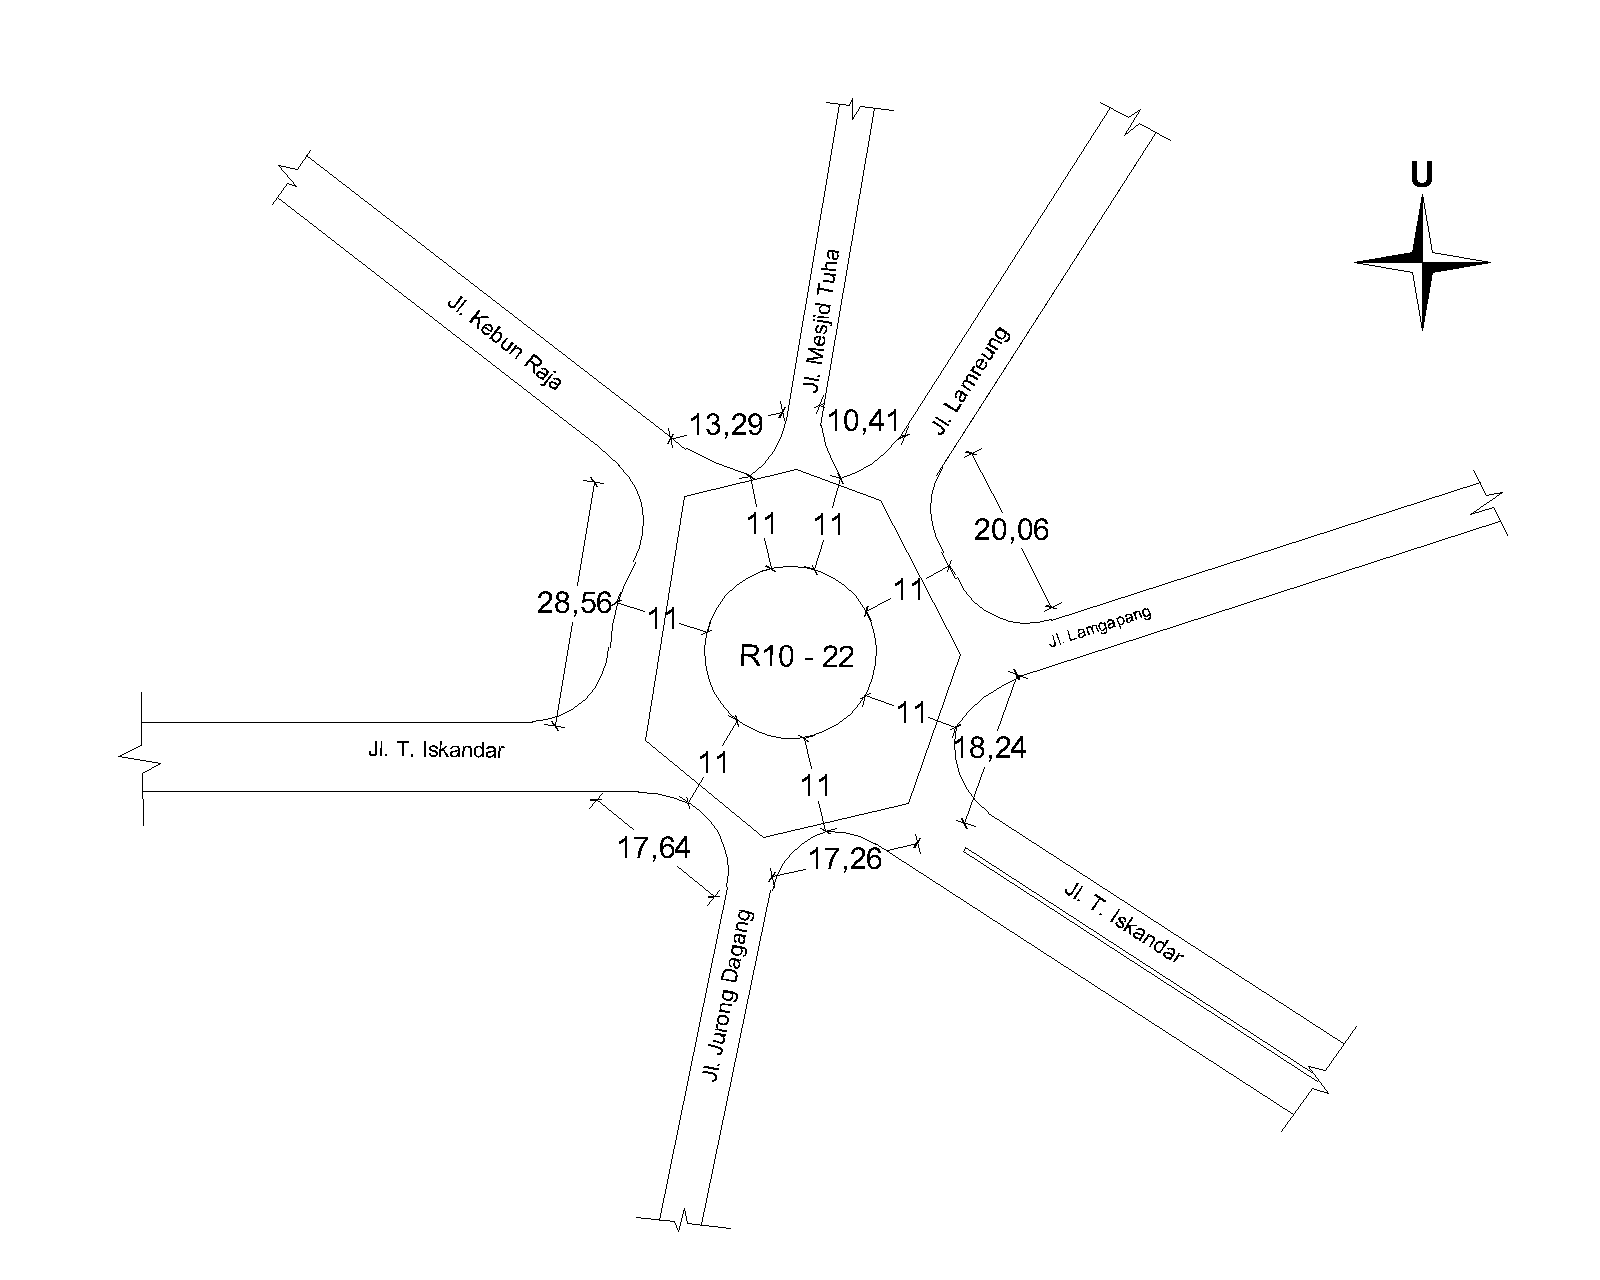 U
Jl. Kebun Raja
Jl. Mesjid Tuha
Jl. Lamreung
13,29
10,41
11
11
20,06
28,56
11
11
Jl. Lamgapang
R10 - 22
11
18,24
Jl. T. Iskandar
11
11
17,64
17,26
Jl. T. Iskandar
Jl. Jurong Dagang